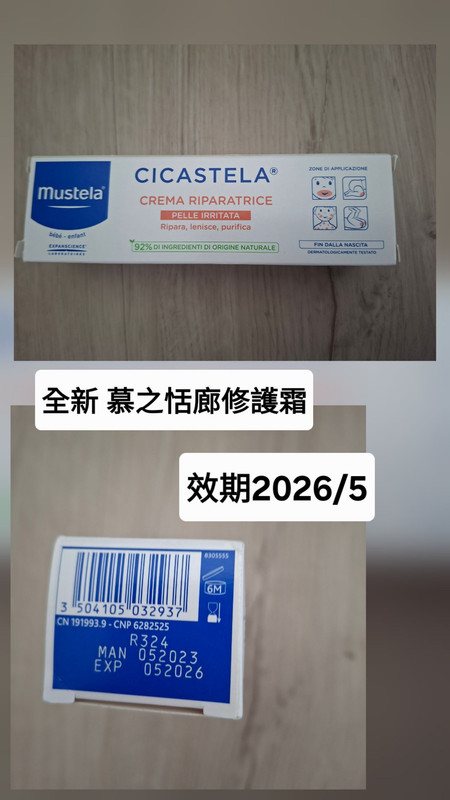 Mustela®
bébé - enfant
EXPANSCIENCE®
LABORATOIRES
CICASTELA®
CREMA RIPARATRICE
PELLE IRRITATA
Ripara, lenisce, purifica
92% DI INGREDIENTI DI ORIGINE NATURALE
ZONE DI APPLICAZIONE
FIN DALLA NASCITA
DERMATOLOGICAMENTE TESTATO
全新 慕之恬廊修護霜
效期2026/5
#305555
6M
3 504105 032937
CN 191993.9 - CNP 6282525
R324
MAN 052023
EXP 052026